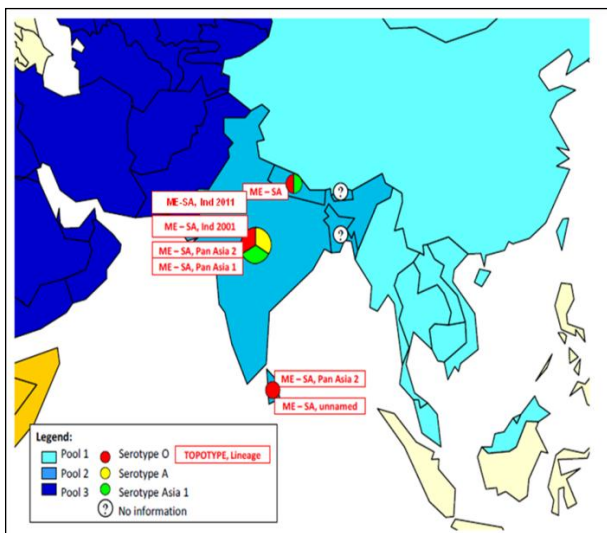 ME – SA
ME-SA, Ind 2011
ME – SA, Ind 2001
ME – SA, Pan Asia 2
ME – SA, Pan Asia 1
?
?
ME – SA, Pan Asia 2
ME – SA, unnamed
Legend:
Pool 1
Serotype O
TOPOTYPE, Lineage
Pool 2
Serotype A
Pool 3
Serotype Asia 1
? No information